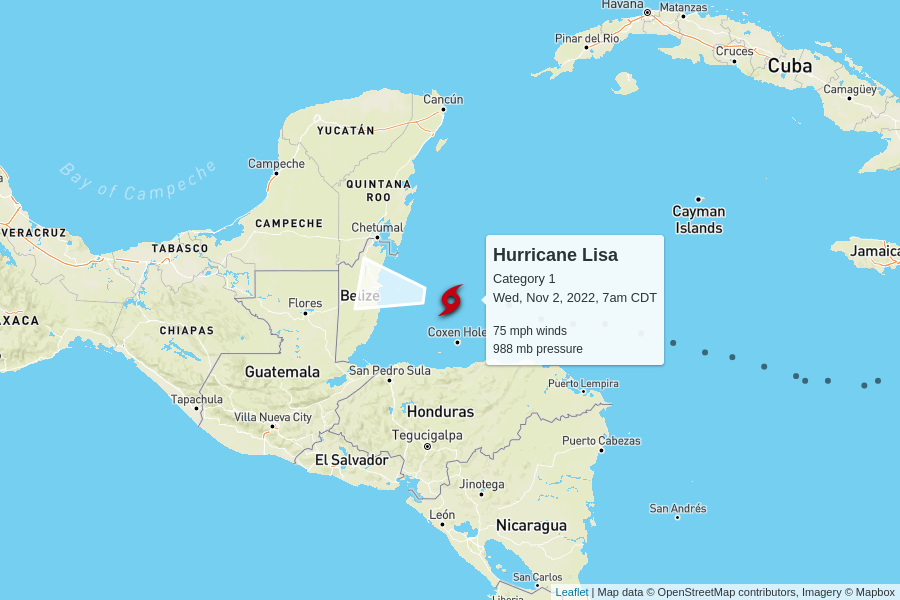 Havana
Matanzas
Pinar del Rio
Cruces
Cuba
Camagüey
Cancún
YUCATÁN
Bay of Campeche
Campeche
QUINTANA
ROO
Cayman
Islands
CAMPECHE
Chetumal
VERACRUZ
TABASCO
Jamaica
Hurricane Lisa
Category 1
Wed, Nov 2, 2022, 7am CDT
75 mph winds
988 mb pressure
Belize
Flores
AXACA
CHIAPAS
Coxen Hole
Guatemala
San Pedro Sula
Puerto Lempira
Tapachula
Villa Nueva City
Honduras
Tegucigalpa
Puerto Cabezas
El Salvador
Jinotega
León
San Andrés
Nicaragua
San Carlos
Liberia
Leaflet | Map data © OpenStreetMap contributors, Imagery © Mapbox